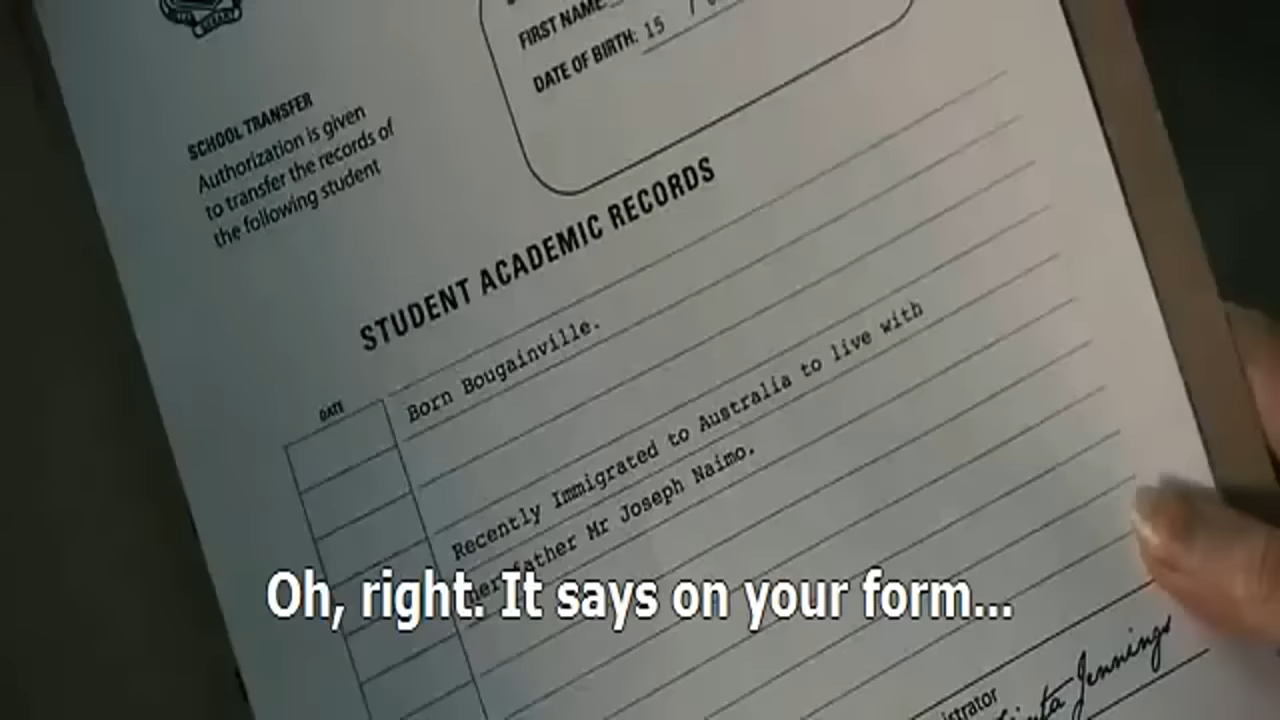 FIRST NAME:
DATE OF BIRTH: 15 /
SCHOOL TRANSFER
Authorization is given
to transfer the records of
the following student
STUDENT ACADEMIC RECORDS
DATE
Born Bougainville.
Recently Immigrated to Australia to live with
her father Mr Joseph Naimo.
Oh, right. It says on your form...
Jennings